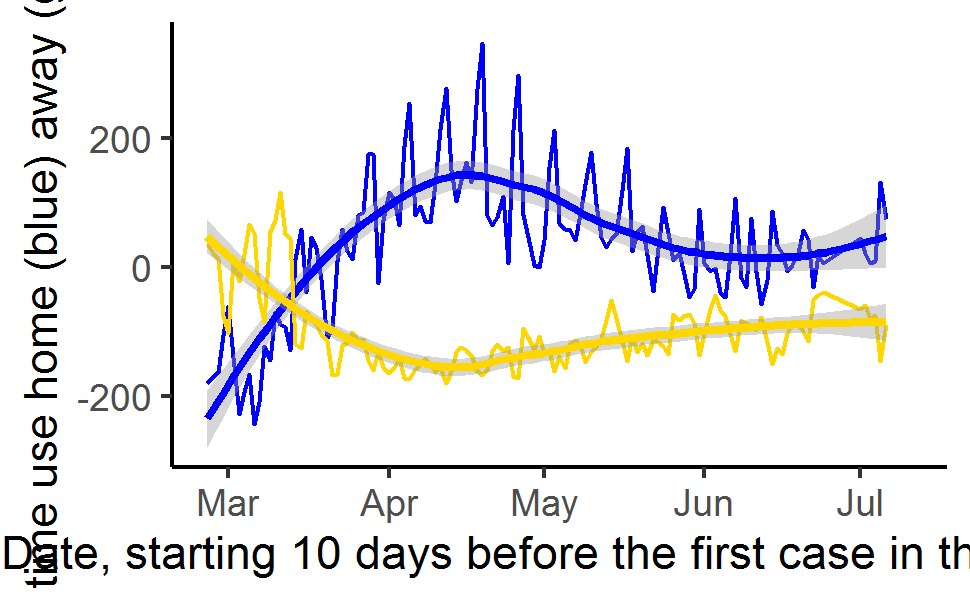 time use home (blue) away (
200
0
-200
Mar Apr May Jun Jul
Date, starting 10 days before the first case in th